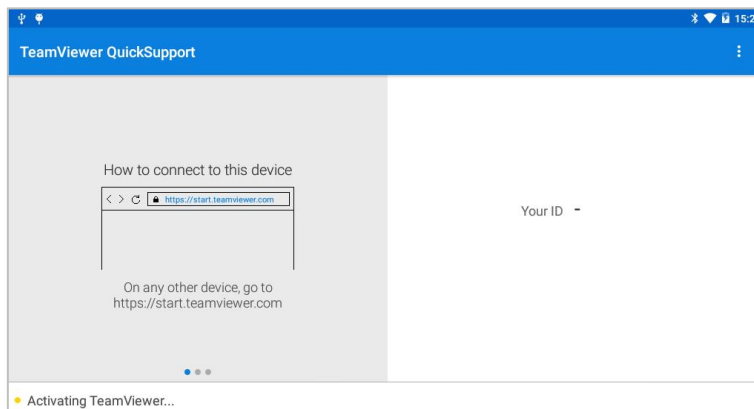 15:2
TeamViewer QuickSupport
How to connect to this device
https://start.teamviewer.com
On any other device, go to
https://start.teamviewer.com
Your ID -
Activating TeamViewer...